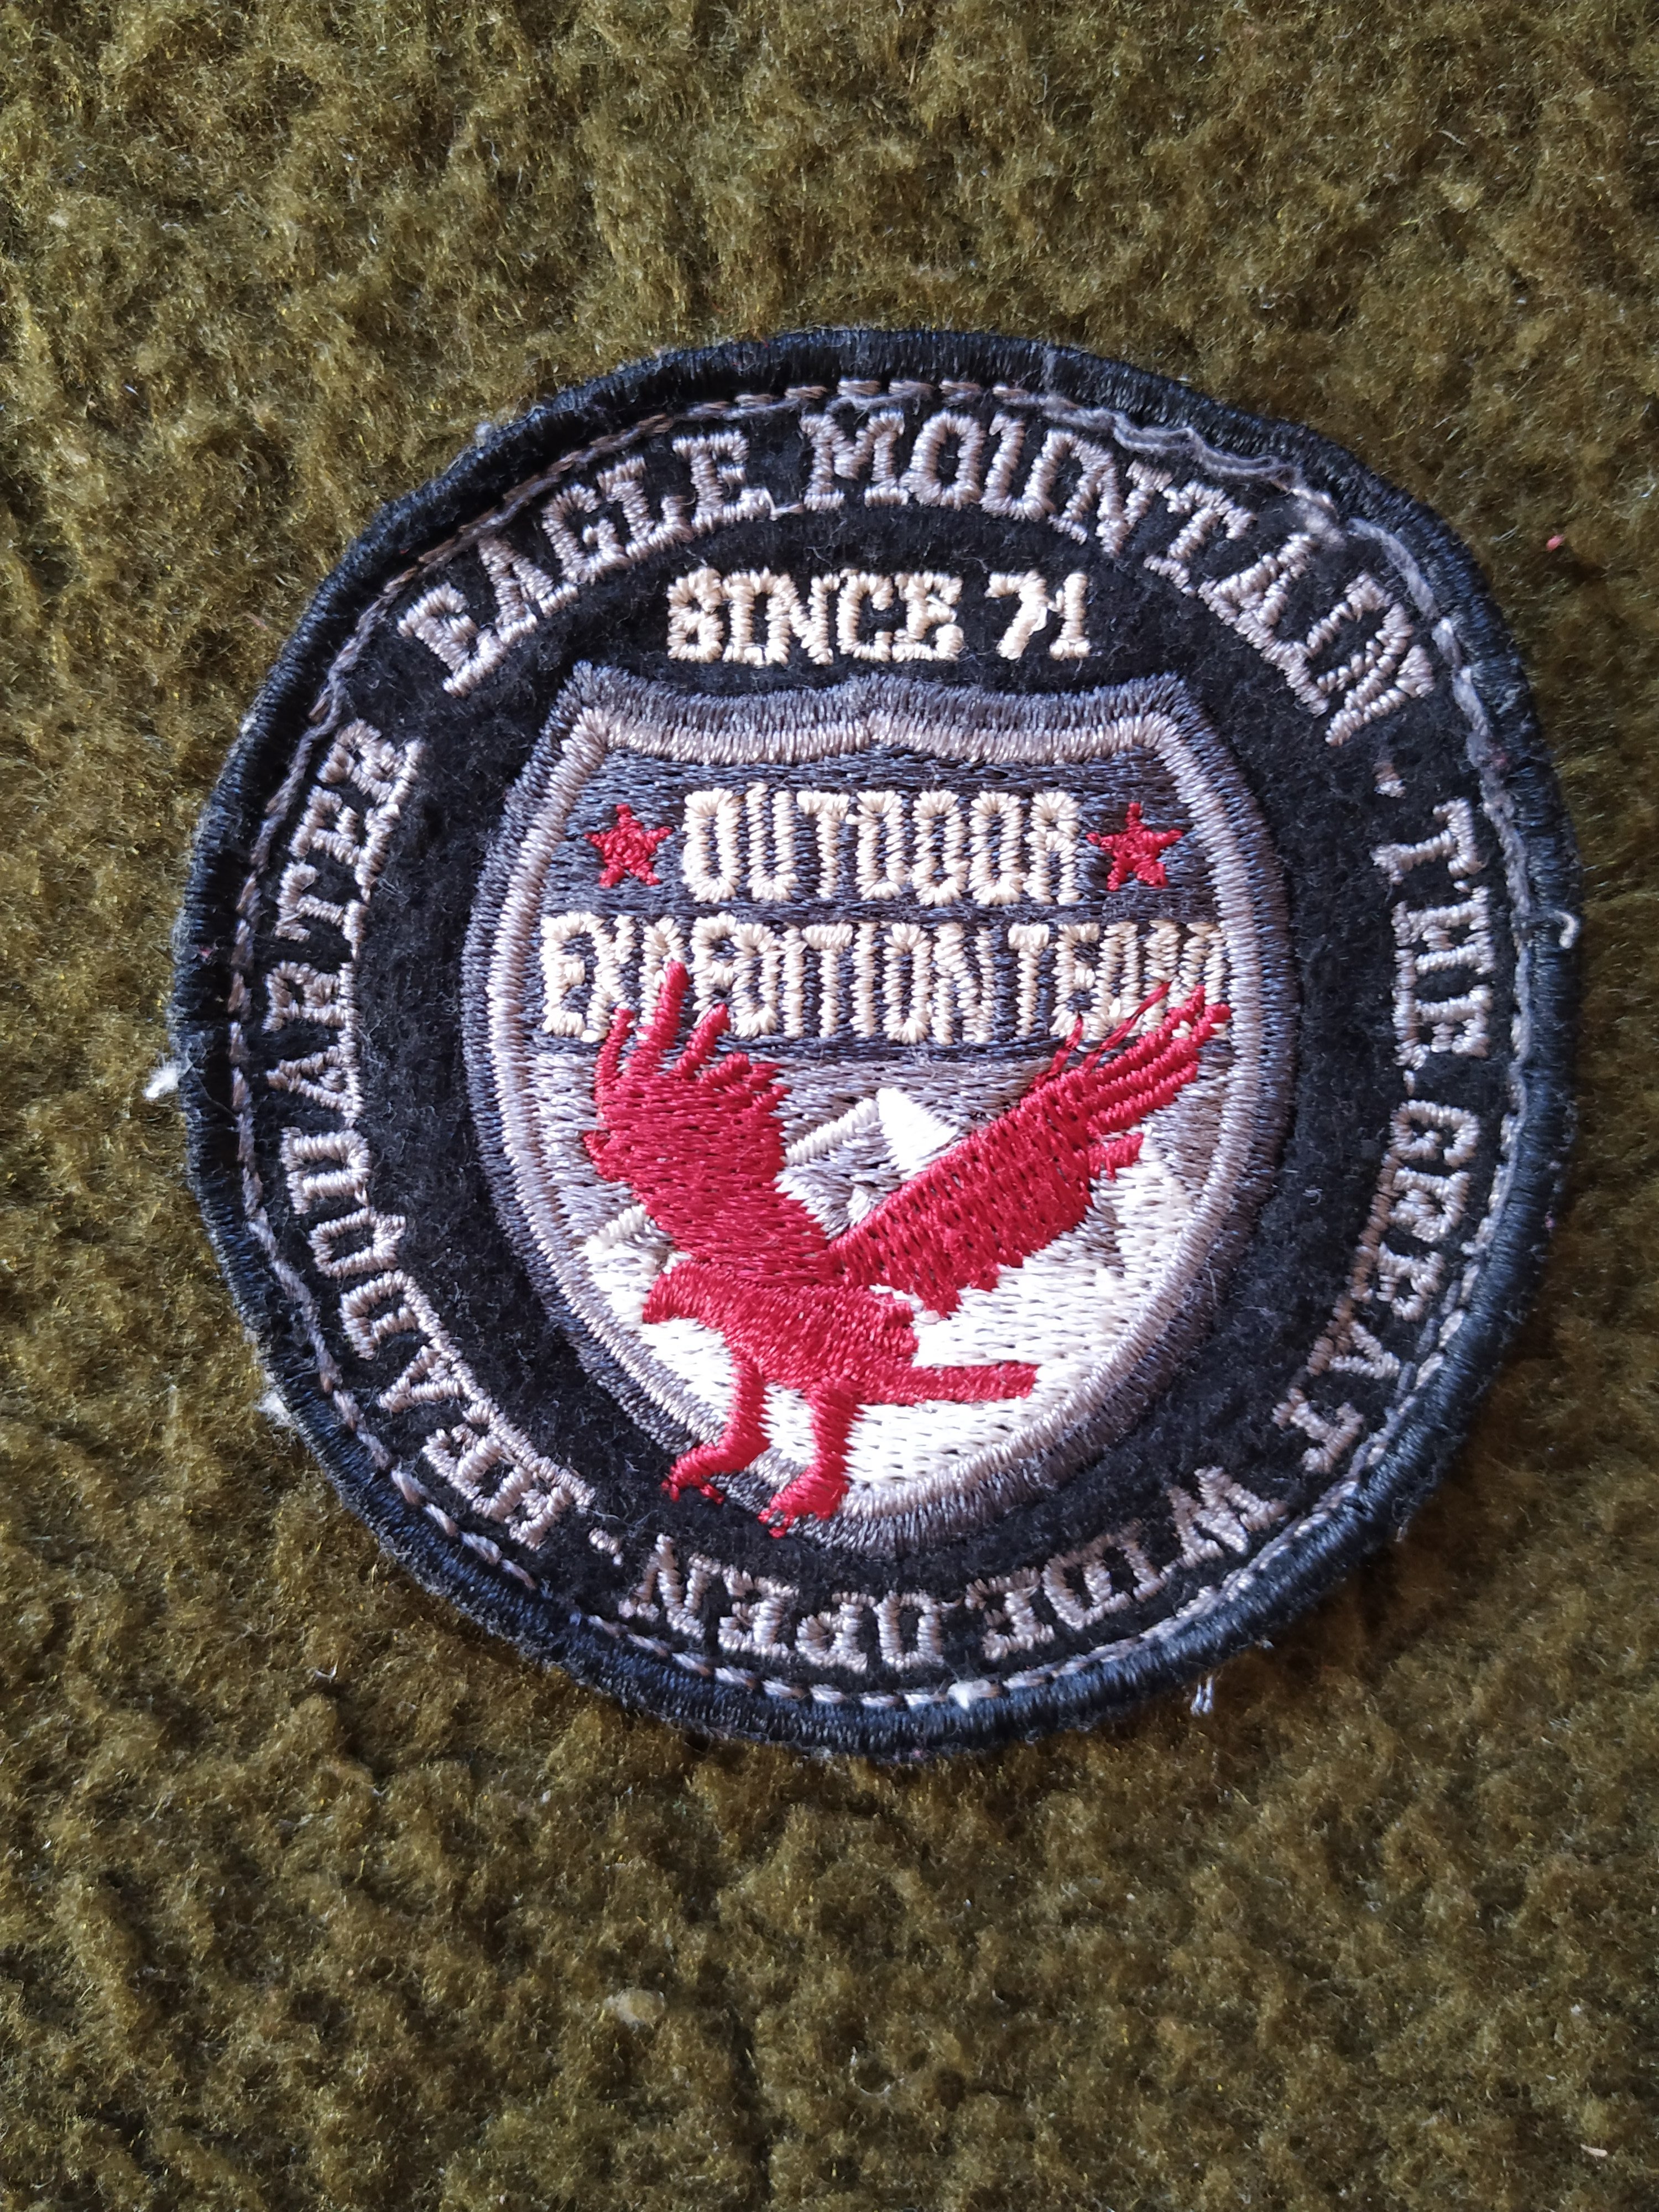 EAGLE MOUNTAIN · THE GREAT WIDE OPEN · HEADQUARTER
SINCE 71
OUTDOOR
EXPEDITION TEAM